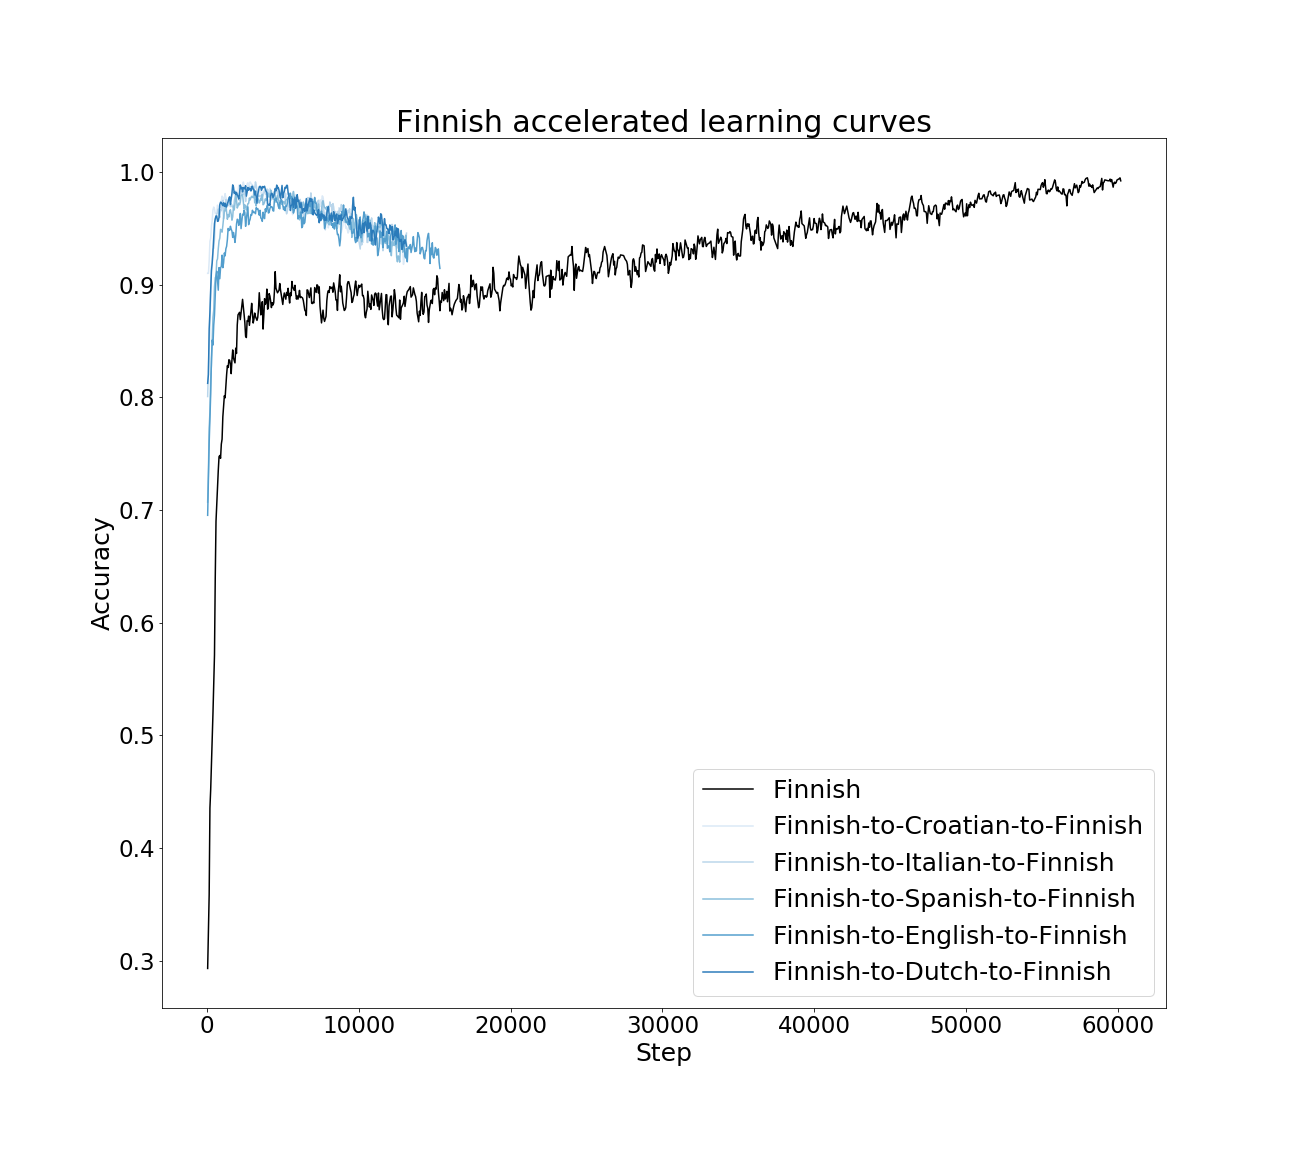 Finnish accelerated learning curves
1.0
0.9
0.8
0.7
0.6
0.5
0.4
0.3
Accuracy
Finnish
Finnish-to-Croatian-to-Finnish
Finnish-to-Italian-to-Finnish
Finnish-to-Spanish-to-Finnish
Finnish-to-English-to-Finnish
Finnish-to-Dutch-to-Finnish
0 10000 20000 30000 40000 50000 60000
Step